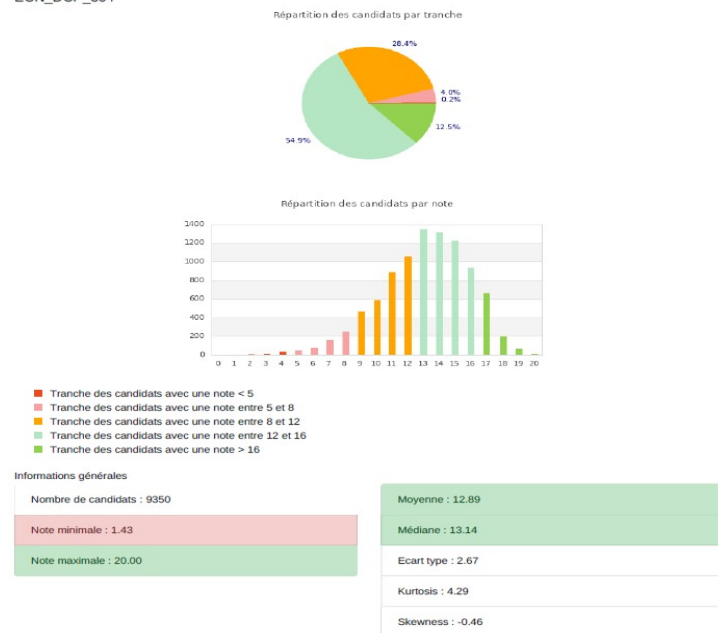 Répartition des candidats par tranche
28.4%
4.0%
0.2%
12.5%
54.9%
Répartition des candidats par note
1400
1200
1000
800
600
400
200
0
0 1 2 3 4 5 6 7 8 9 10 11 12 13 14 15 16 17 18 19 20
Tranche des candidats avec une note < 5
Tranche des candidats avec une note entre 5 et 8
Tranche des candidats avec une note entre 8 et 12
Tranche des candidats avec une note entre 12 et 16
Tranche des candidats avec une note > 16
Informations générales
Nombre de candidats : 9350
Note minimale : 1.43
Note maximale : 20.00
Moyenne : 12.89
Médiane : 13.14
Ecart type : 2.67
Kurtosis : 4.29
Skewness : -0.46